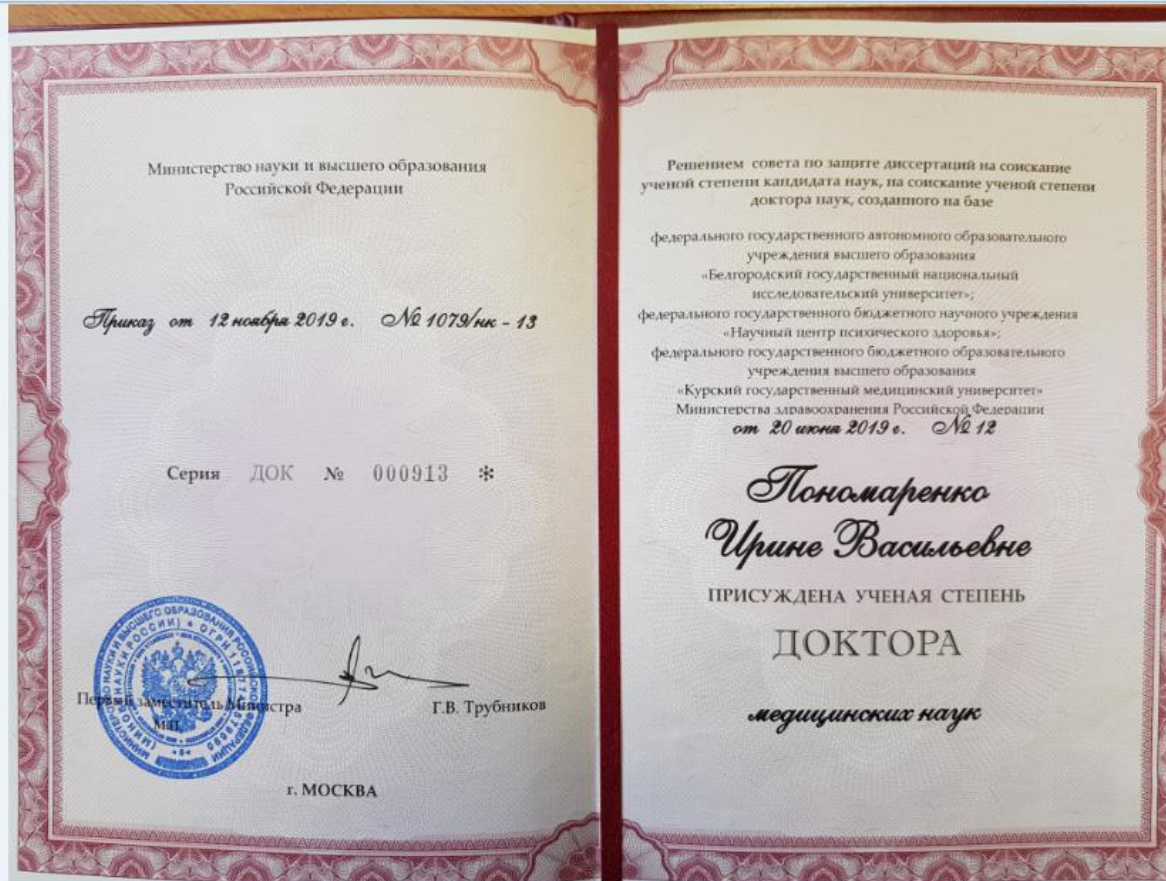 Министерство науки и высшего образования
Российской Федерации
Приказ от 12 ноября 2019 г. № 1079/нк – 13
Серия ДОК № 000913 *
Первый заместитель Министра
М.П.
Г.В. Трубников
г. МОСКВА
Решением совета по защите диссертаций на соискание
ученой степени кандидата наук, на соискание ученой степени
доктора наук, созданного на базе
федерального государственного автономного образовательного
учреждения высшего образования
«Белгородский государственный национальный
исследовательский университет»;
федерального государственного бюджетного научного учреждения
«Научный центр психического здоровья»;
федерального государственного бюджетного образовательного
учреждения высшего образования
«Курский государственный медицинский университет»
Министерства здравоохранения Российской Федерации
от 20 июня 2019 г. № 12
Пономаренко
Ирине Васильевне
ПРИСУЖДЕНА УЧЕНАЯ СТЕПЕНЬ
ДОКТОРА
медицинских наук